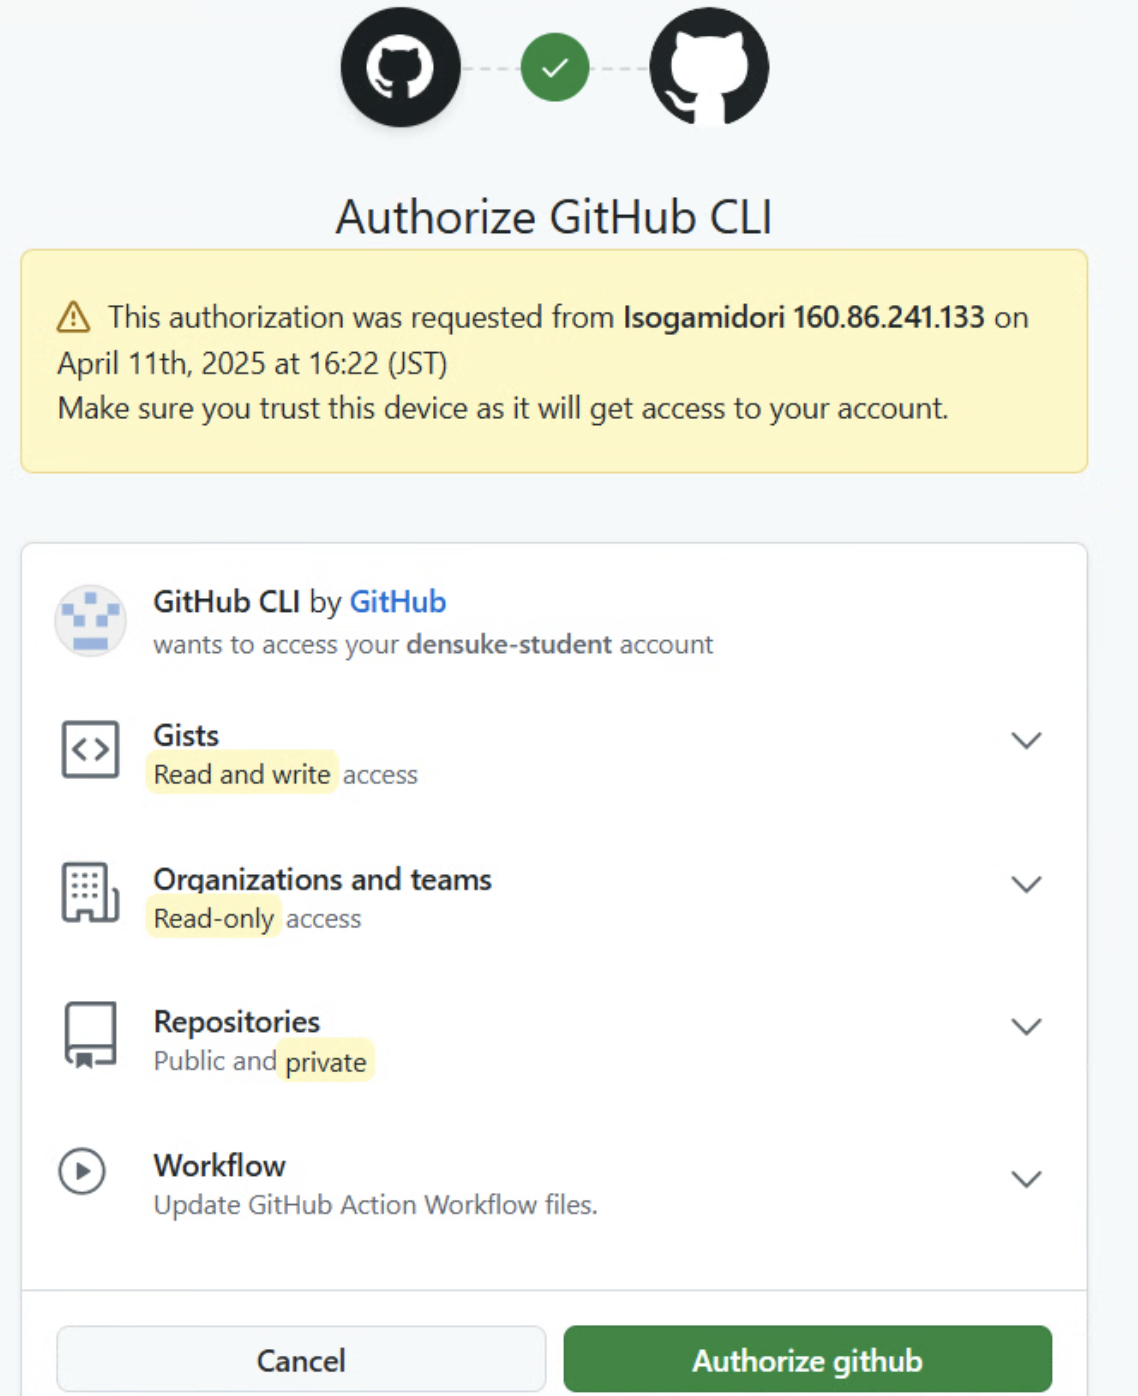 Authorize GitHub CLI
This authorization was requested from Isogamidori 160.86.241.133 on
April 11th, 2025 at 16:22 (JST)
Make sure you trust this device as it will get access to your account.
GitHub CLI by GitHub
wants to access your densuke-student account
Gists
Read and write access
Organizations and teams
Read-only access
Repositories
Public and private
Workflow
Update GitHub Action Workflow files.
Cancel
Authorize github